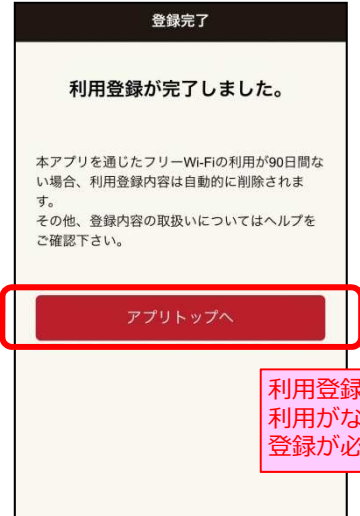 登録完了
利用登録が完了しました。
本アプリを通じたフリーWi-Fiの利用が90日間な
い場合、利用登録内容は自動的に削除されま
す。
その他、登録内容の取扱いについてはヘルプを
ご確認下さい。
アプリトップへ
利用登録
利用がな
登録が必